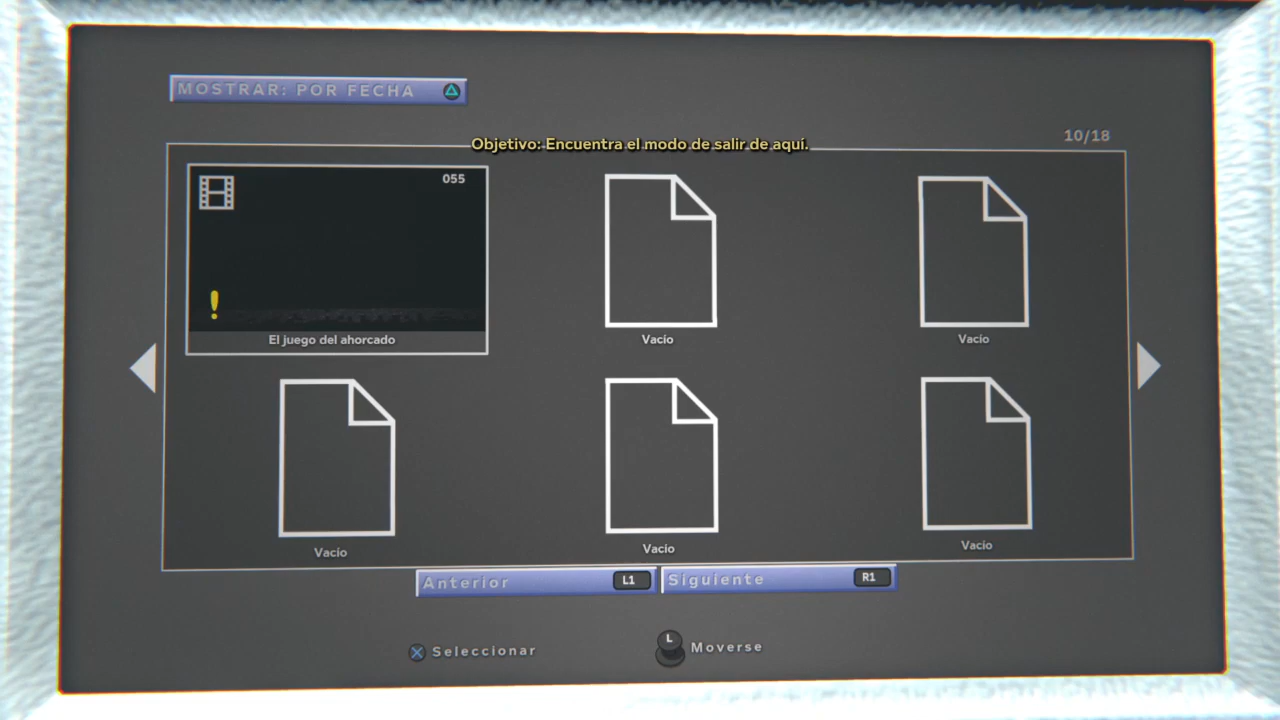 MOSTRAR: POR FECHA
Objetivo: Encuentra el modo de salir de aquí.
10/18
055
El juego del ahorcado
Vacío
Vacío
Vacío
Vacío
Vacío
Anterior L1
Siguiente R1
Seleccionar
L Moverse